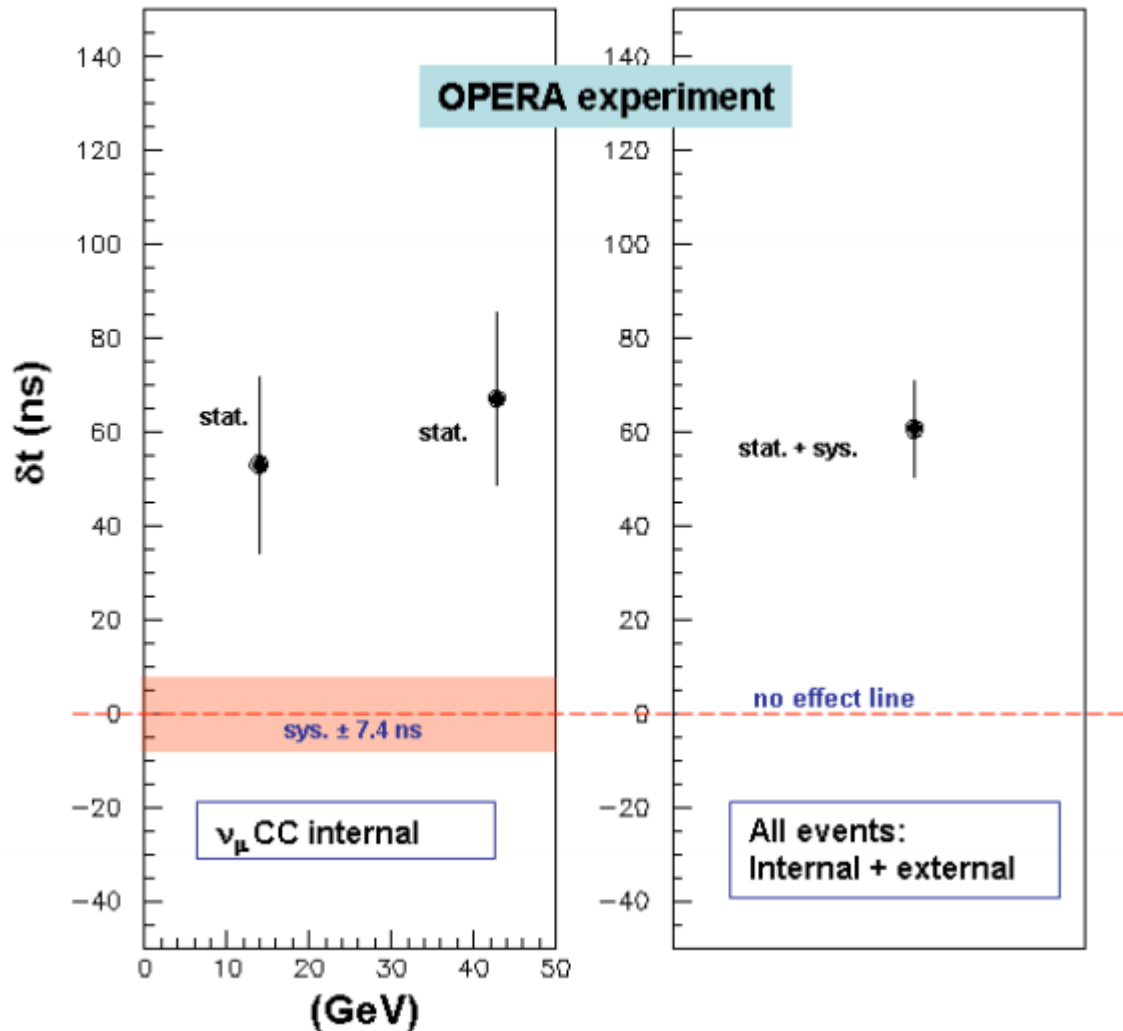 OPERA experiment
δt (ns)
140
120
100
80
60
40
20
0
−20
−40
stat.
stat.
sys. ± 7.4 ns
νμ CC internal
0 10 20 30 40 50
(GeV)
140
120
100
80
60
40
20
0
−20
−40
stat. + sys.
no effect line
All events:
Internal + external